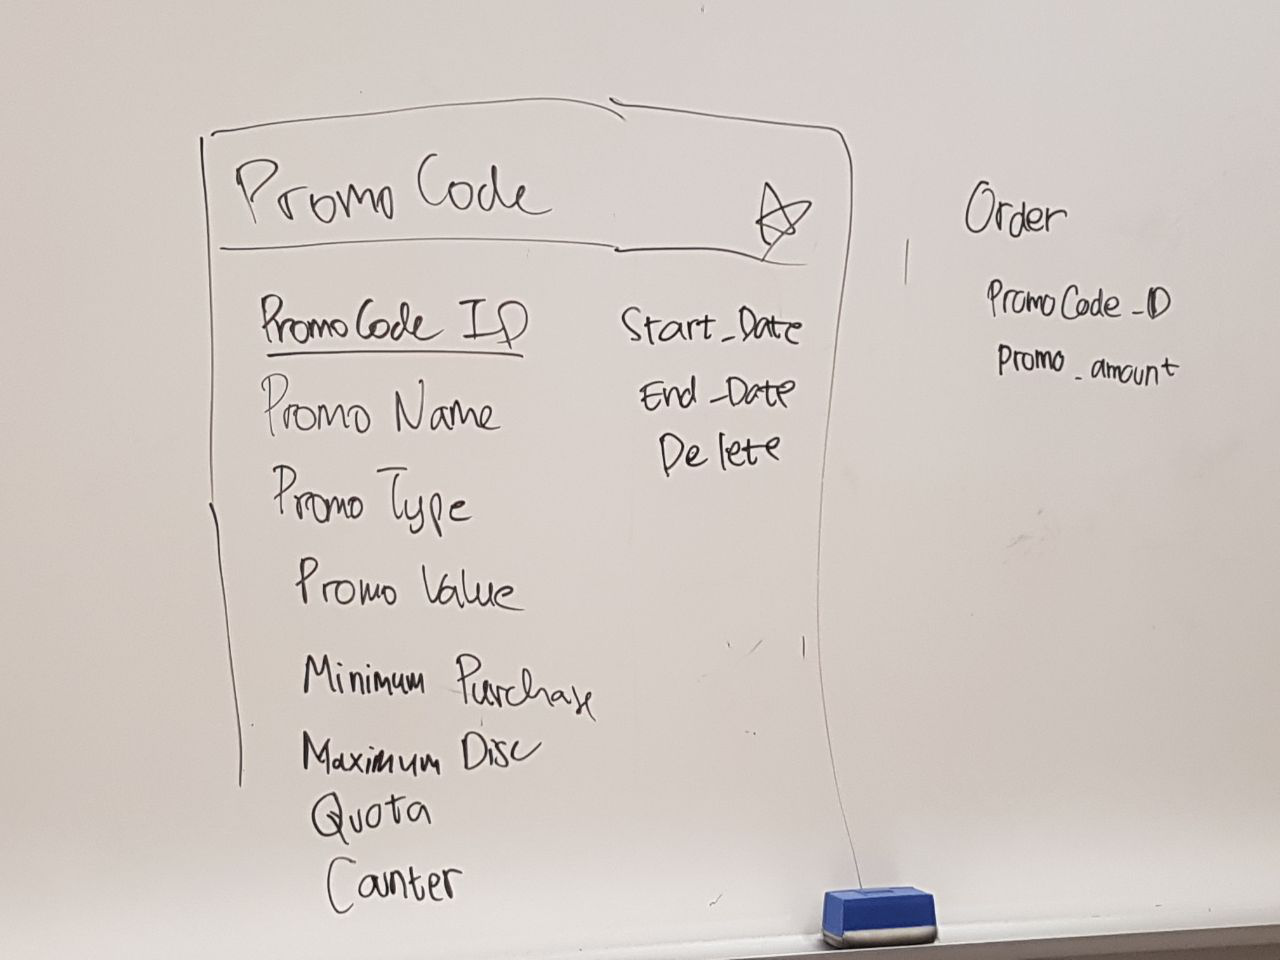 Promo Code
PromoCode ID
Promo Name
Promo Type
Promo Value
Minimum Purchase
Maximum Disc
Quota
Counter
Start_Date
End_Date
Delete
Order
PromoCode_ID
Promo_amount